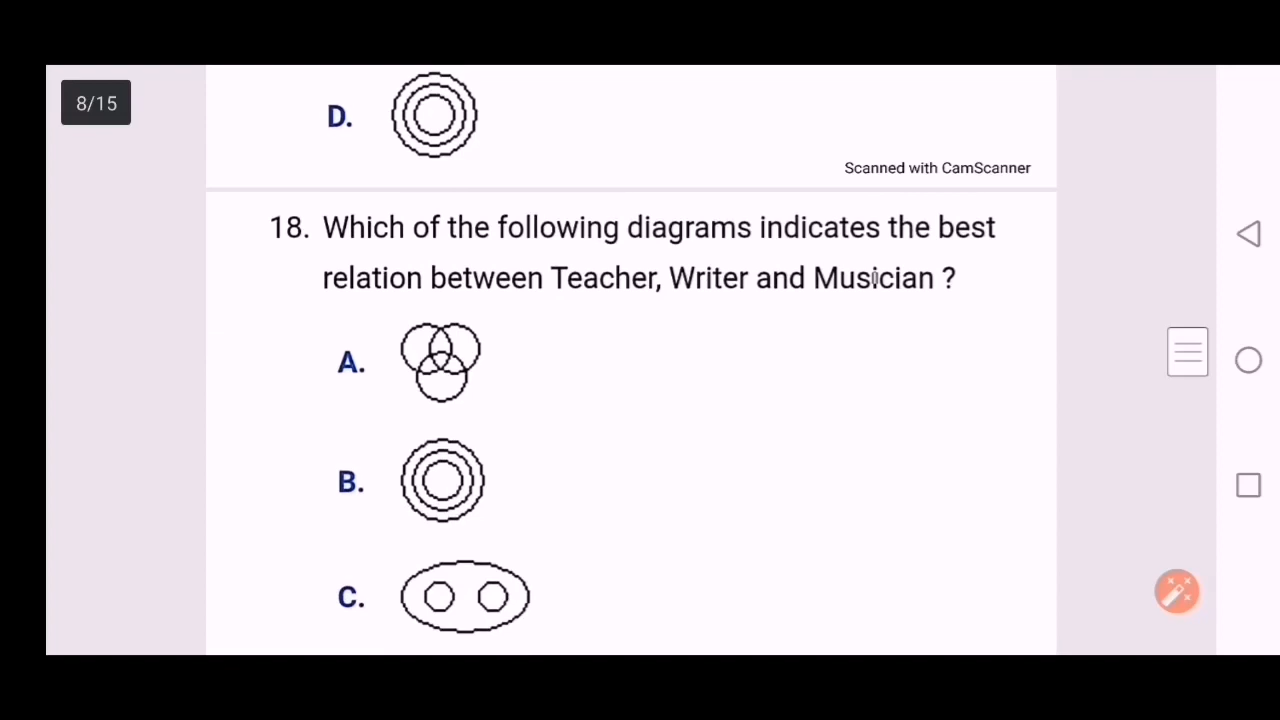 8/15
D.
Scanned with CamScanner
18. Which of the following diagrams indicates the best
relation between Teacher, Writer and Musician ?
A.
B.
C.